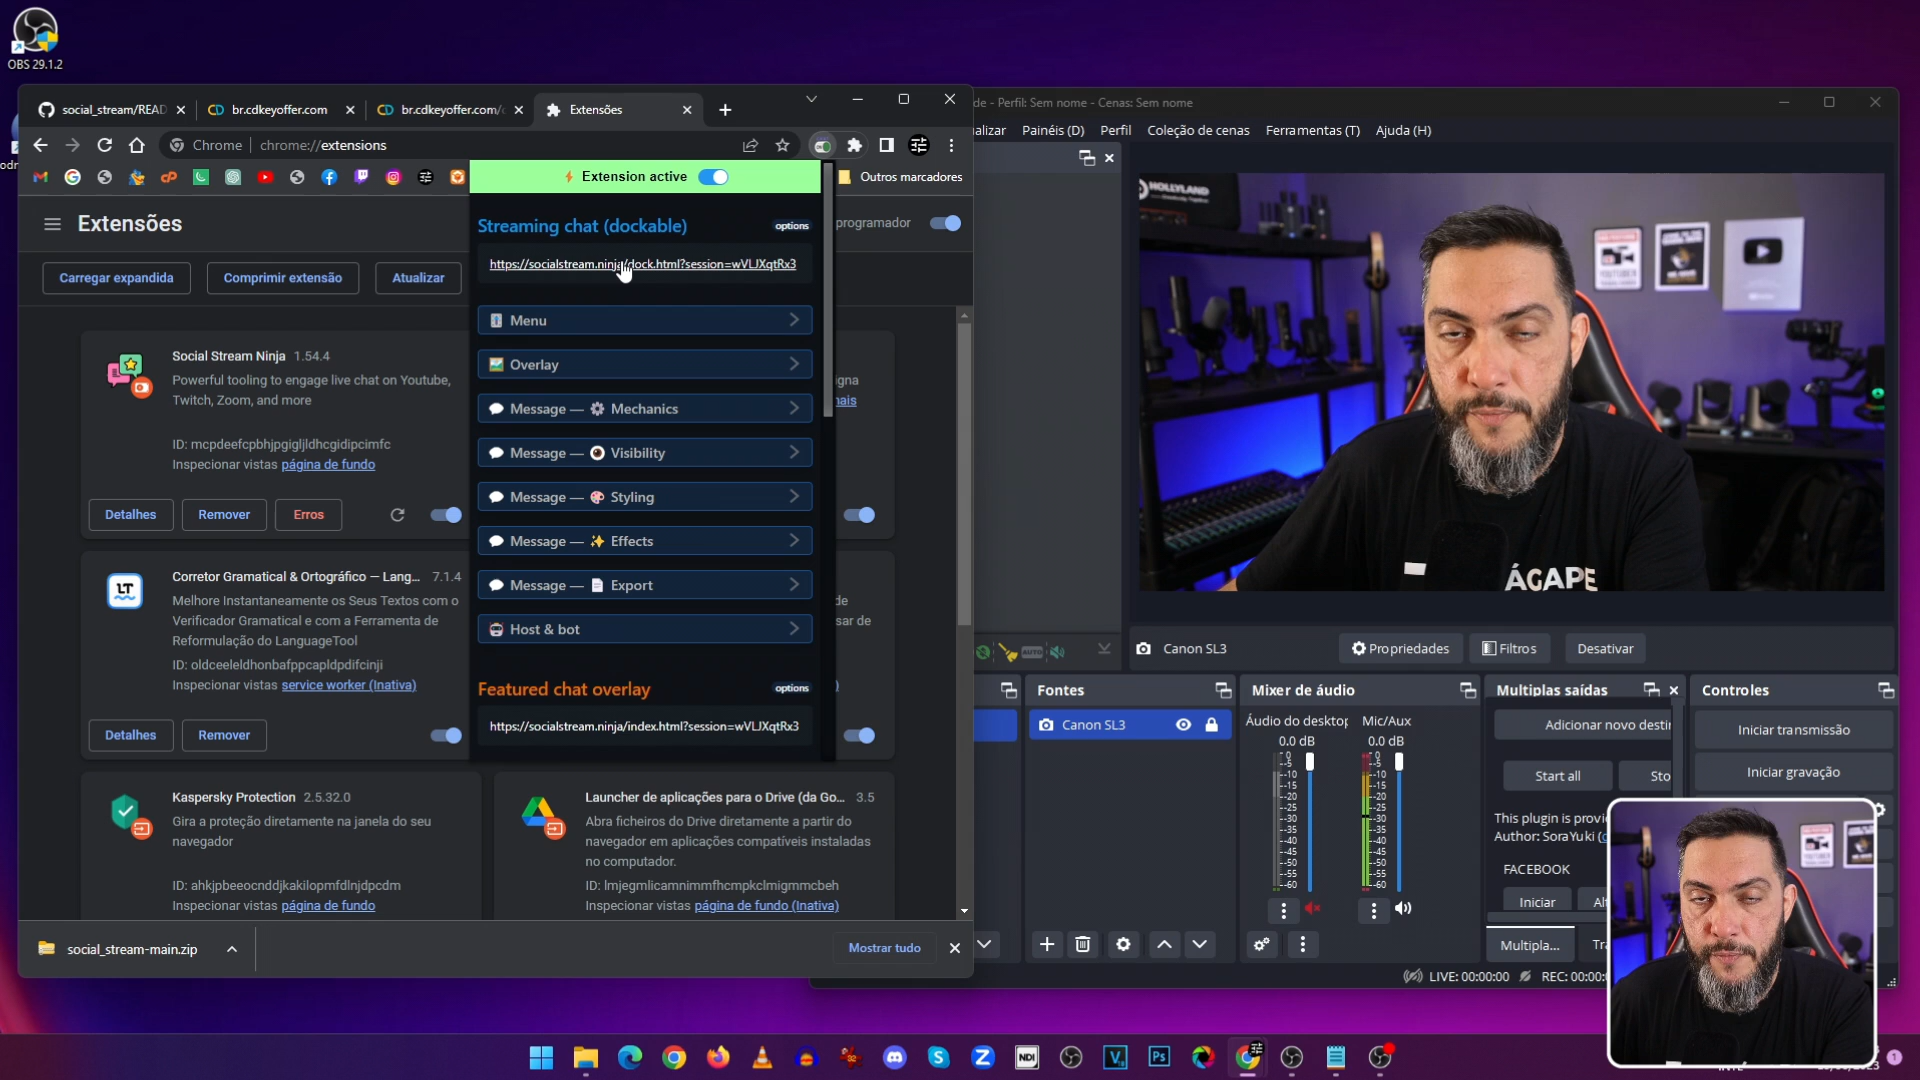 OBS 29.1.2
social_stream/READ
br.cdkeyoffer.com
br.cdkeyoffer.com/
Extensões
Chrome
chrome://extensions
Outros marcadores
Extensões
programador
Carregar expandida
Comprimir extensão
Atualizar
Social Stream Ninja 1.54.4
Powerful tooling to engage live chat on Youtube,
Twitch, Zoom, and more
ID: mcpdeefcpbhjpgigljldhcgidipcimfc
Inspecionar vistas página de fundo
Detalhes
Remover
Erros
Corretor Gramatical & Ortográfico — Lang... 7.1.4
Melhore Instantaneamente os Seus Textos com o
Verificador Gramatical e com a Ferramenta de
Reformulação do LanguageTool
ID: oldceeleldhonbafppcapldpdifcinji
Inspecionar vistas service worker (Inativa)
Detalhes
Remover
Kaspersky Protection 2.5.32.0
Gira a proteção diretamente na janela do seu
navegador
ID: ahkjpbeeocnddjkakilopmfdlnjdpcdm
Inspecionar vistas página de fundo
Launcher de aplicações para o Drive (da Go... 3.5
Abra ficheiros do Drive diretamente a partir do
navegador em aplicações compatíveis instaladas
no computador.
ID: lmjegmlicamnimmfhcmpkclmigmmcbeh
Inspecionar vistas página de fundo (Inativa)
Extension active
Streaming chat (dockable)
options
https://socialstream.ninja/dock.html?session=wVLJXqtRx3
Menu
Overlay
Message — Mechanics
Message — Visibility
Message — Styling
Message — Effects
Message — Export
Host & bot
Featured chat overlay
options
https://socialstream.ninja/index.html?session=wVLJXqtRx3
social_stream-main.zip
Mostrar tudo
de - Perfil: Sem nome - Cenas: Sem nome
alizar
Painéis (D)
Perfil
Coleção de cenas
Ferramentas (T)
Ajuda (H)
HOLLYLAND
ÁGAPE
Canon SL3
Propriedades
Filtros
Desativar
Fontes
Canon SL3
Mixer de áudio
Áudio do desktop
0.0 dB
Mic/Aux
0.0 dB
Multiplas saídas
Adicionar novo desti
Start all
Sto
This plugin is provi
Author: SoraYuki (
FACEBOOK
Iniciar
Multipla...
Controles
Iniciar transmissão
Iniciar gravação
LIVE: 00:00:00
REC: 00:00: